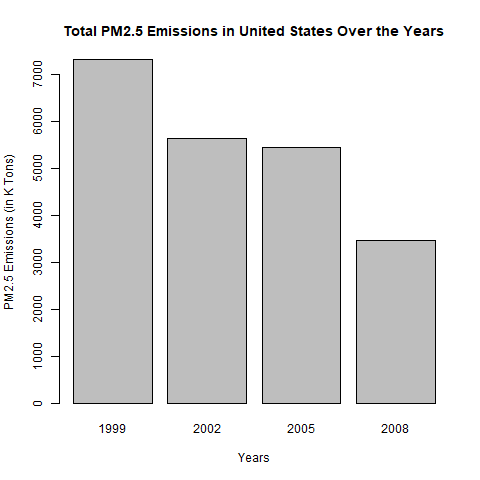 Total PM2.5 Emissions in United States Over the Years
PM2.5 Emissions (in K Tons)
7000
6000
5000
4000
3000
2000
1000
0
1999 2002 2005 2008
Years